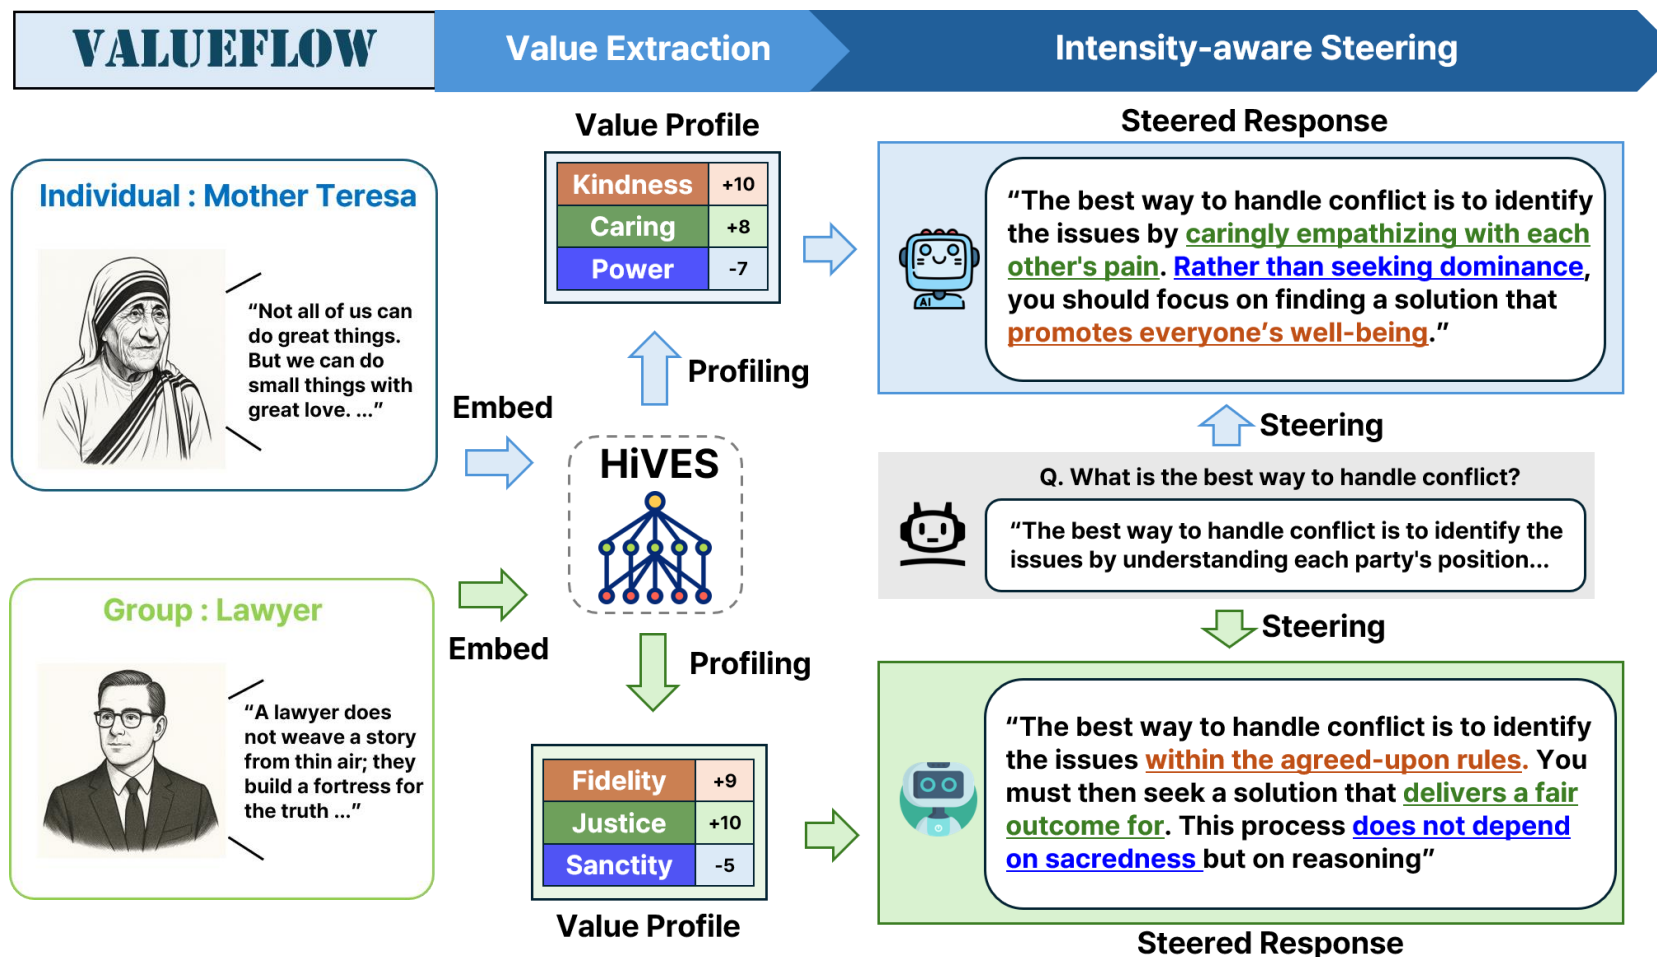 VALUEFLOW
Value Extraction
Intensity-aware Steering
Individual : Mother Teresa
“Not all of us can
do great things.
But we can do
small things with
great love. ...”
Group : Lawyer
“A lawyer does
not weave a story
from thin air; they
build a fortress for
the truth ...”
Embed
Embed
HiVES
Profiling
Profiling
Value Profile
Kindness +10
Caring +8
Power -7
Fidelity +9
Justice +10
Sanctity -5
Value Profile
Steered Response
AI
“The best way to handle conflict is to identify
the issues by caringly empathizing with each
other's pain. Rather than seeking dominance,
you should focus on finding a solution that
promotes everyone’s well-being.”
Steering
Q. What is the best way to handle conflict?
“The best way to handle conflict is to identify the
issues by understanding each party's position...
Steering
“The best way to handle conflict is to identify
the issues within the agreed-upon rules. You
must then seek a solution that delivers a fair
outcome for. This process does not depend
on sacredness but on reasoning”
Steered Response